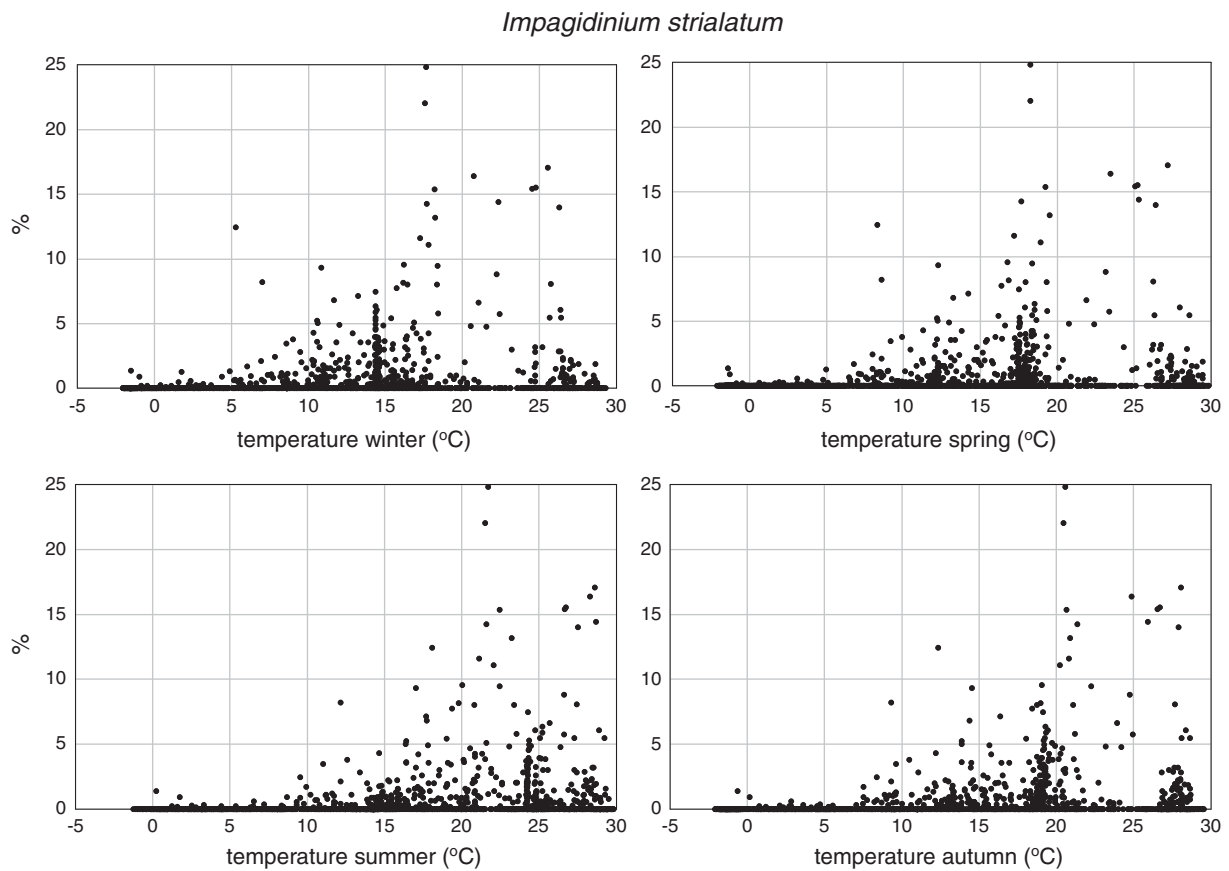 Impagidinium strialatum
25
20
15
10
5
0
%
-5 0 5 10 15 20 25 30
temperature winter (°C)
25
20
15
10
5
0
-5 0 5 10 15 20 25 30
temperature spring (°C)
25
20
15
10
5
0
%
-5 0 5 10 15 20 25 30
temperature summer (°C)
25
20
15
10
5
0
-5 0 5 10 15 20 25 30
temperature autumn (°C)